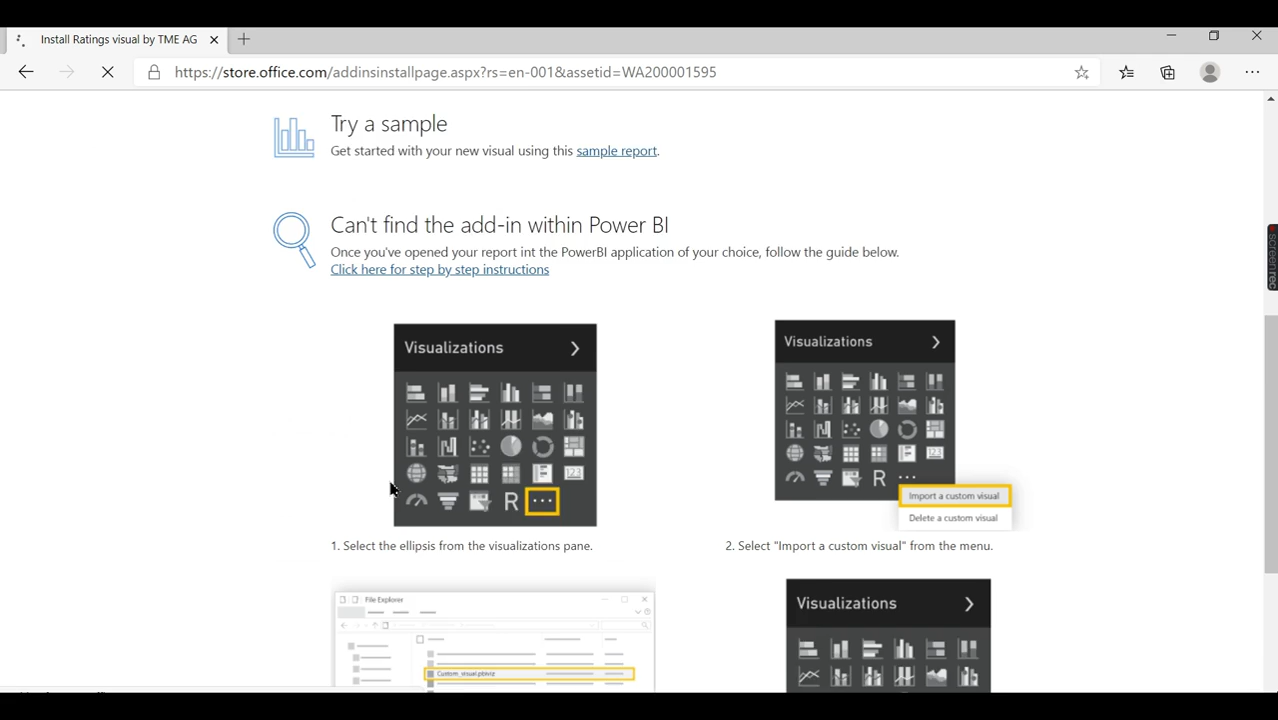 Install Ratings visual by TME AG
https://store.office.com/addinsinstallpage.aspx?rs=en-001&assetid=WA200001595
Try a sample
Get started with your new visual using this sample report.
Can't find the add-in within Power BI
Once you've opened your report int the PowerBI application of your choice, follow the guide below.
Click here for step by step instructions
screenrec
Visualizations
R
123
Visualizations
R
123
Import a custom visual
Delete a custom visual
1. Select the ellipsis from the visualizations pane.
2. Select "Import a custom visual" from the menu.
File Explorer
Custom_visual.pbiviz
Visualizations